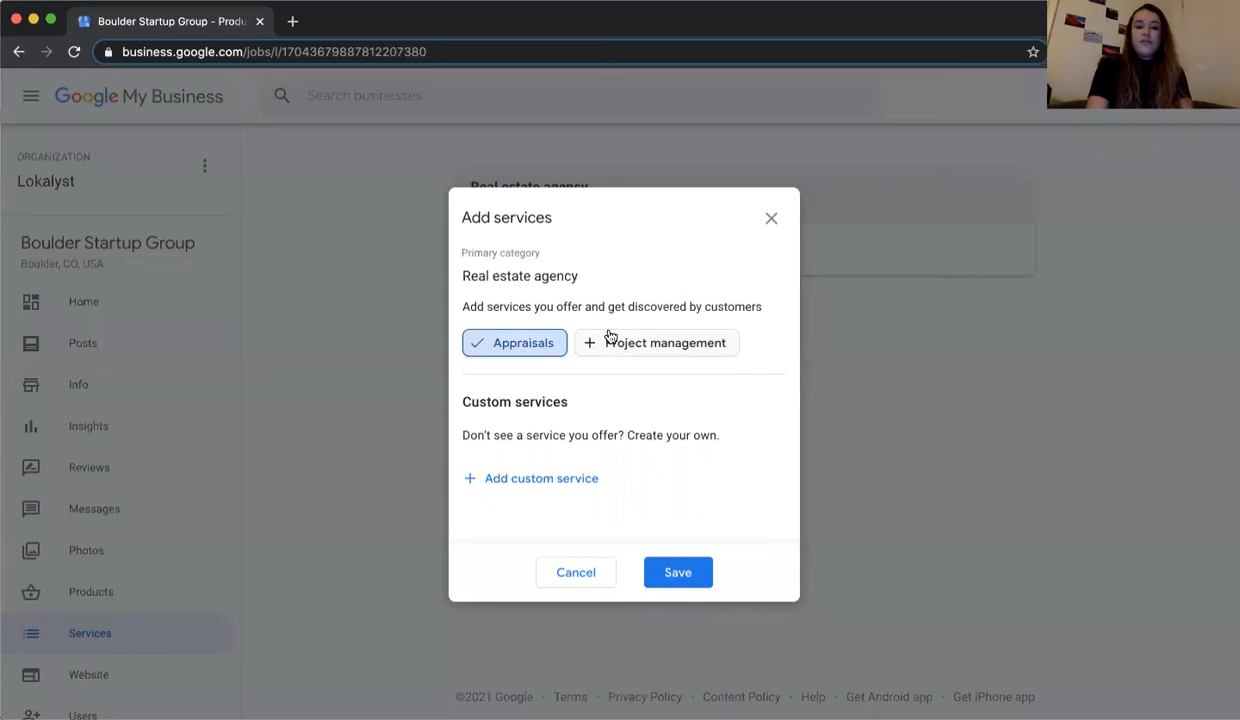 Boulder Startup Group - Produ
business.google.com/jobs/l/17043679887812207380
Google My Business
Search businesses
ORGANIZATION
Lokalyst
Boulder Startup Group
Boulder, CO, USA
Home
Posts
Info
Insights
Reviews
Messages
Photos
Products
Services
Website
Users
Real estate agency
Add services
Primary category
Real estate agency
Add services you offer and get discovered by customers
Appraisals
Project management
Custom services
Don't see a service you offer? Create your own.
Add custom service
Cancel
Save
©2021 Google - Terms - Privacy Policy - Content Policy - Help - Get Android app - Get iPhone app